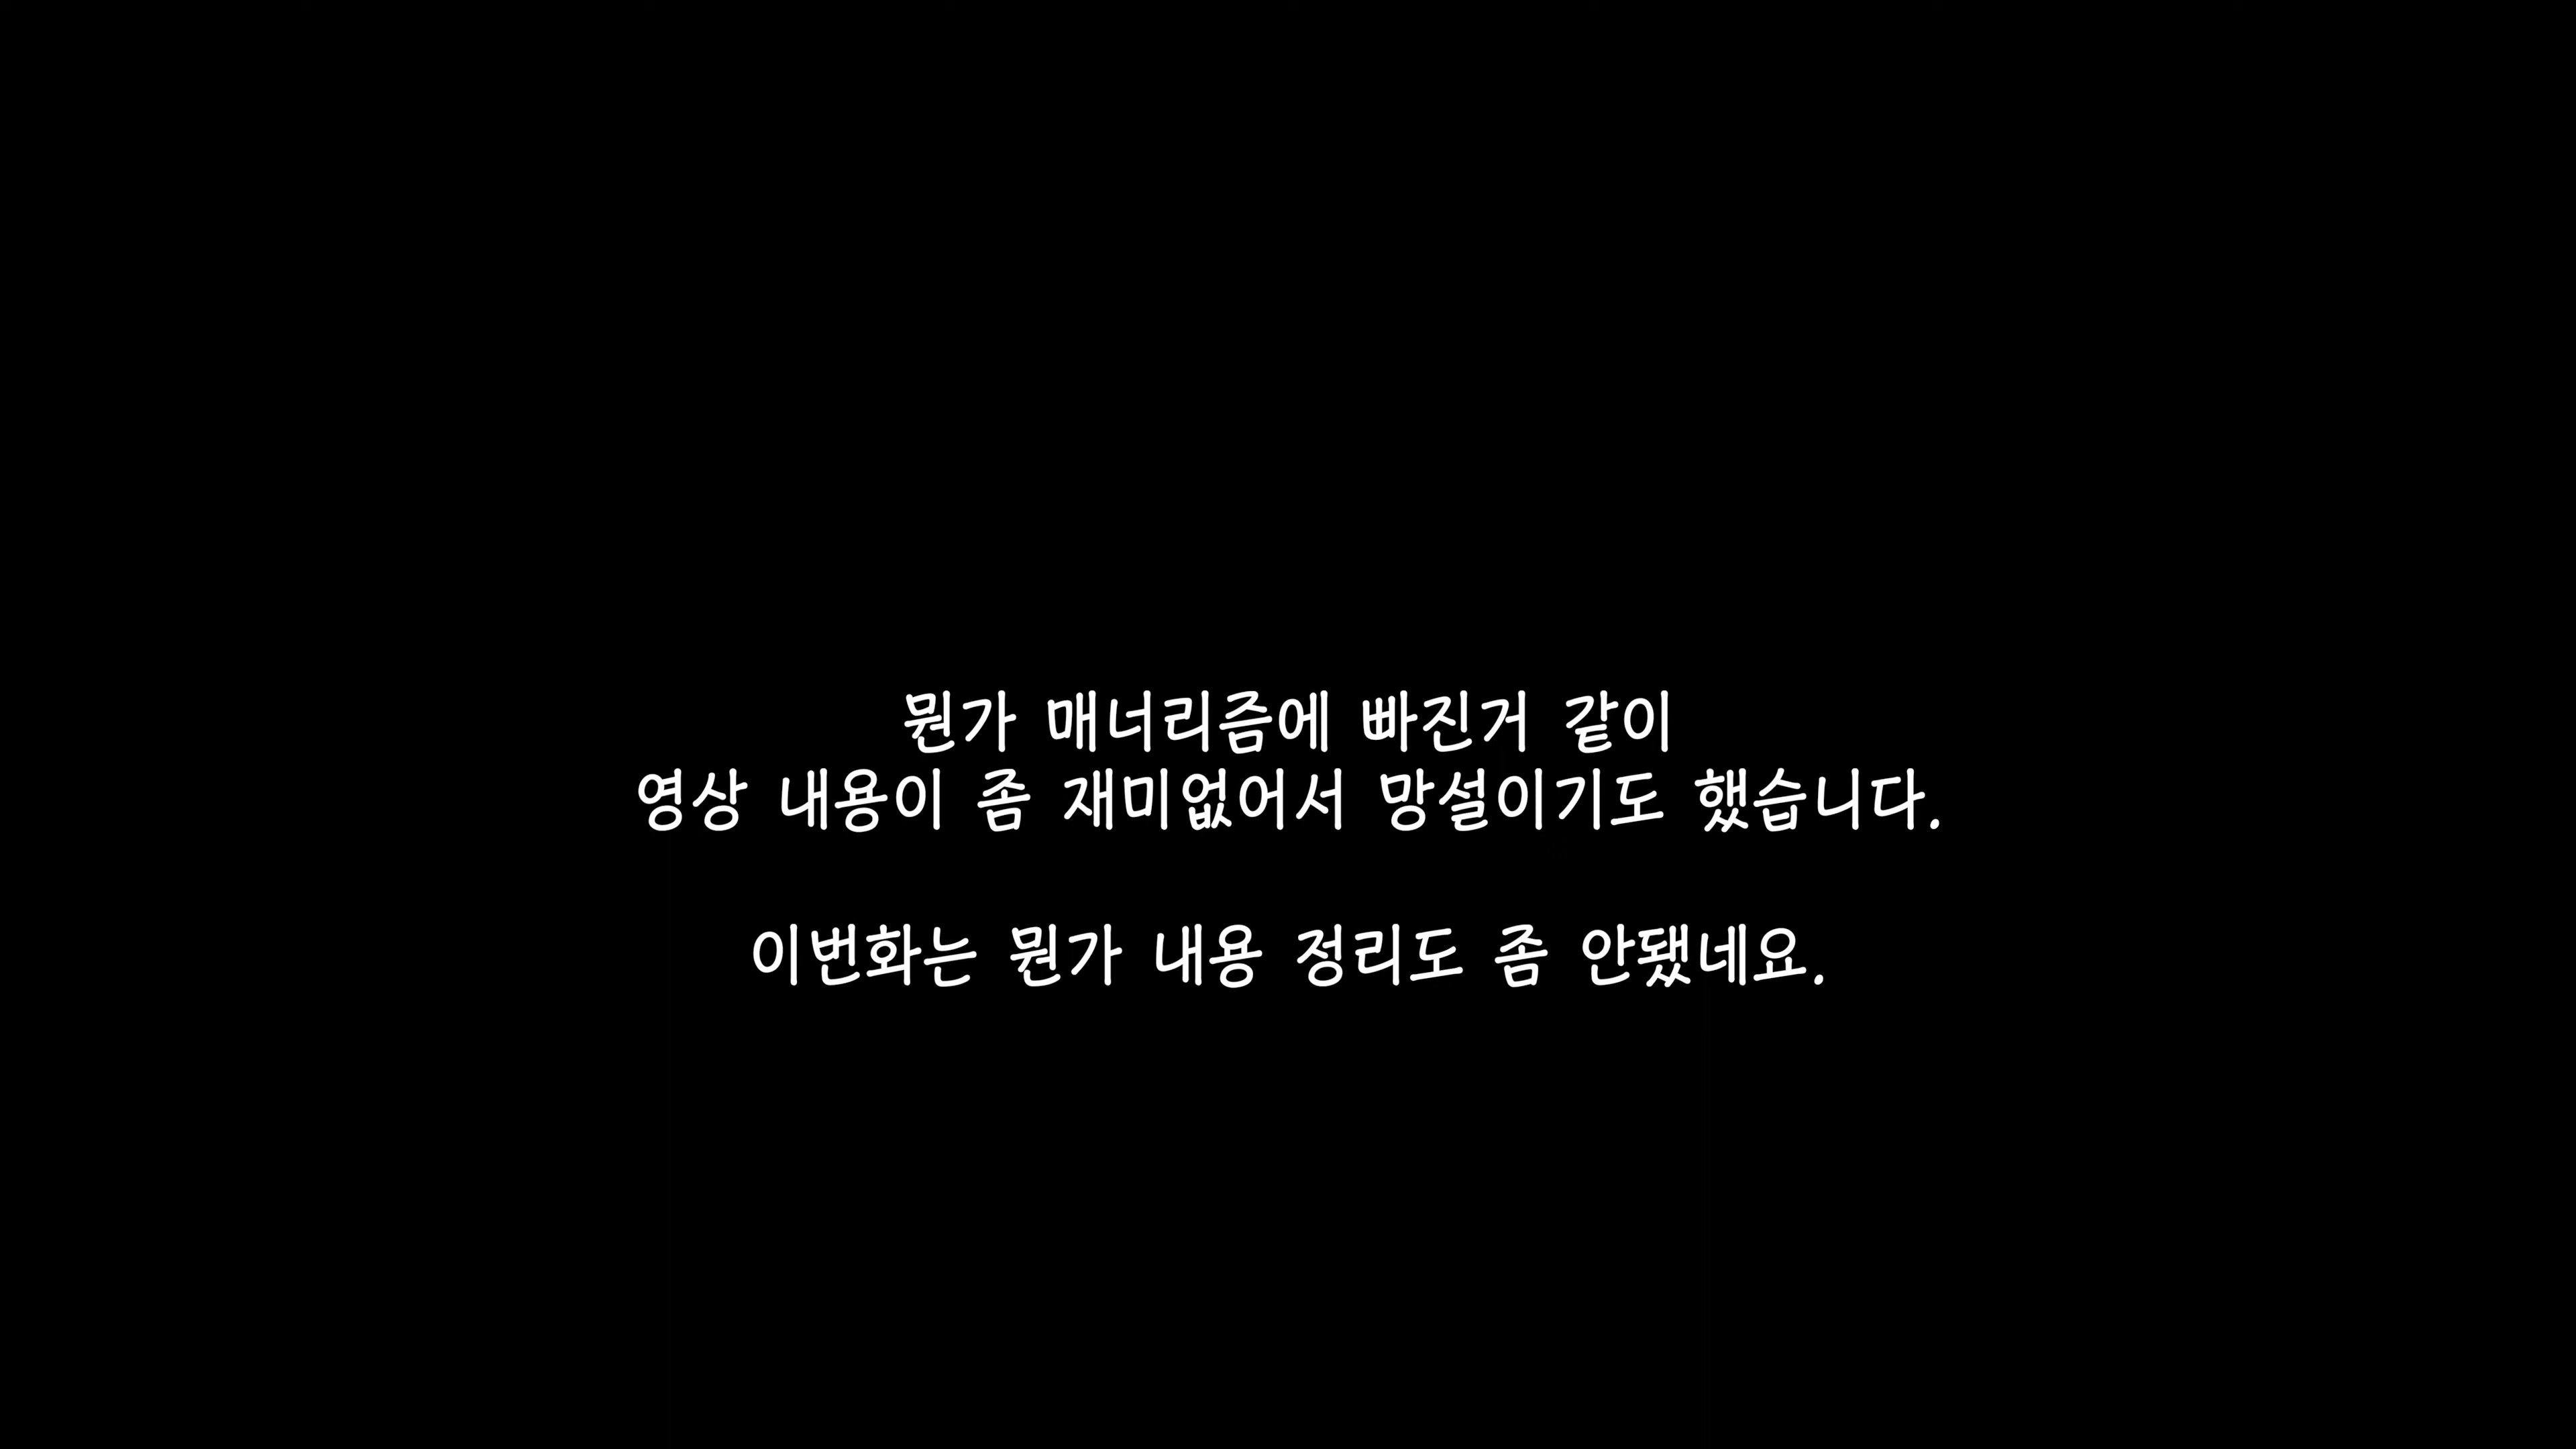 뭔가 매너리즘에 빠진거 같이
영상 내용이 좀 재미없어서 망설이기도 했습니다.
이번화는 뭔가 내용 정리도 좀 안됐네요.